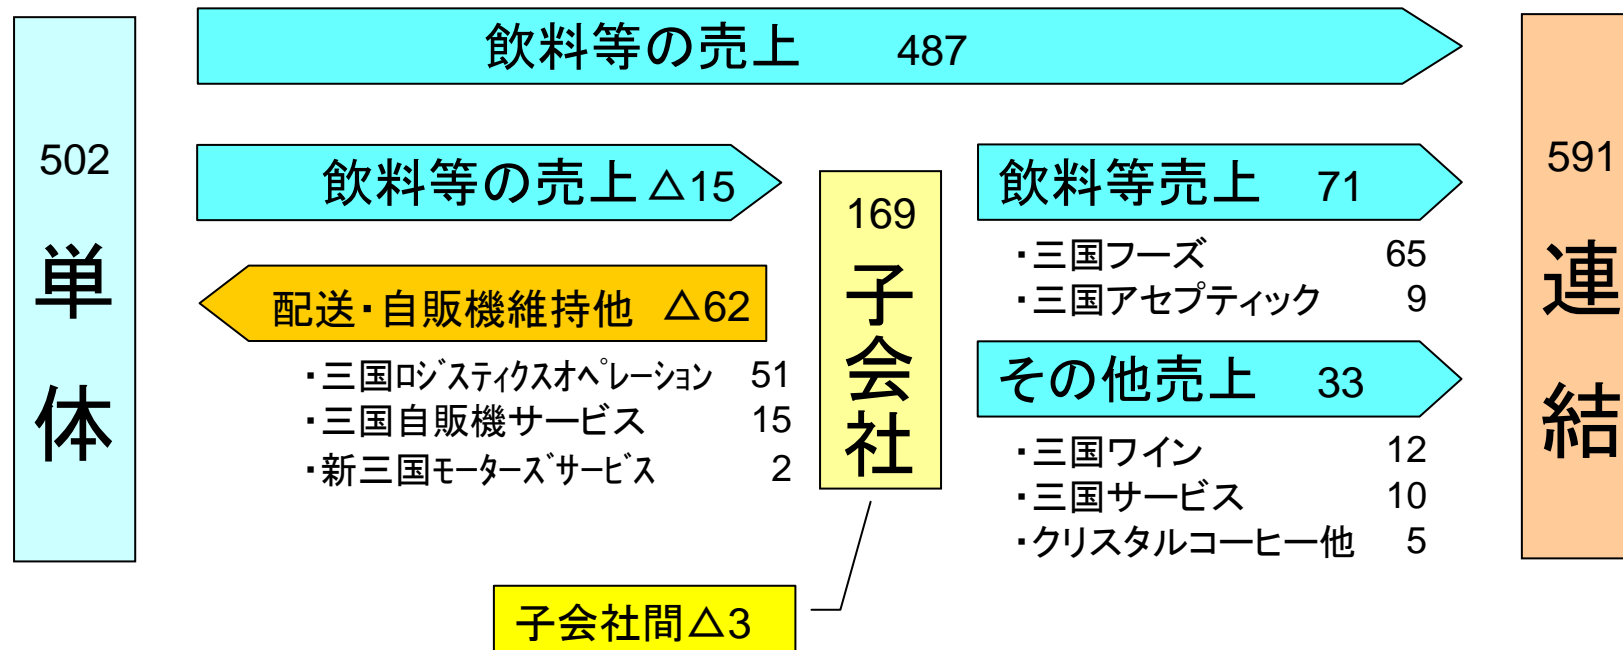 飲料等の売上 487
502
単体
飲料等の売上 △15
配送・自販機維持他 △62
・三国ロジスティクスオペレーション 51
・三国自販機サービス 15
・新三国モーターズサービス 2
169
子会社
子会社間△3
飲料等売上 71
・三国フーズ 65
・三国アセプティック 9
その他売上 33
・三国ワイン 12
・三国サービス 10
・クリスタルコーヒー他 5
591
連結